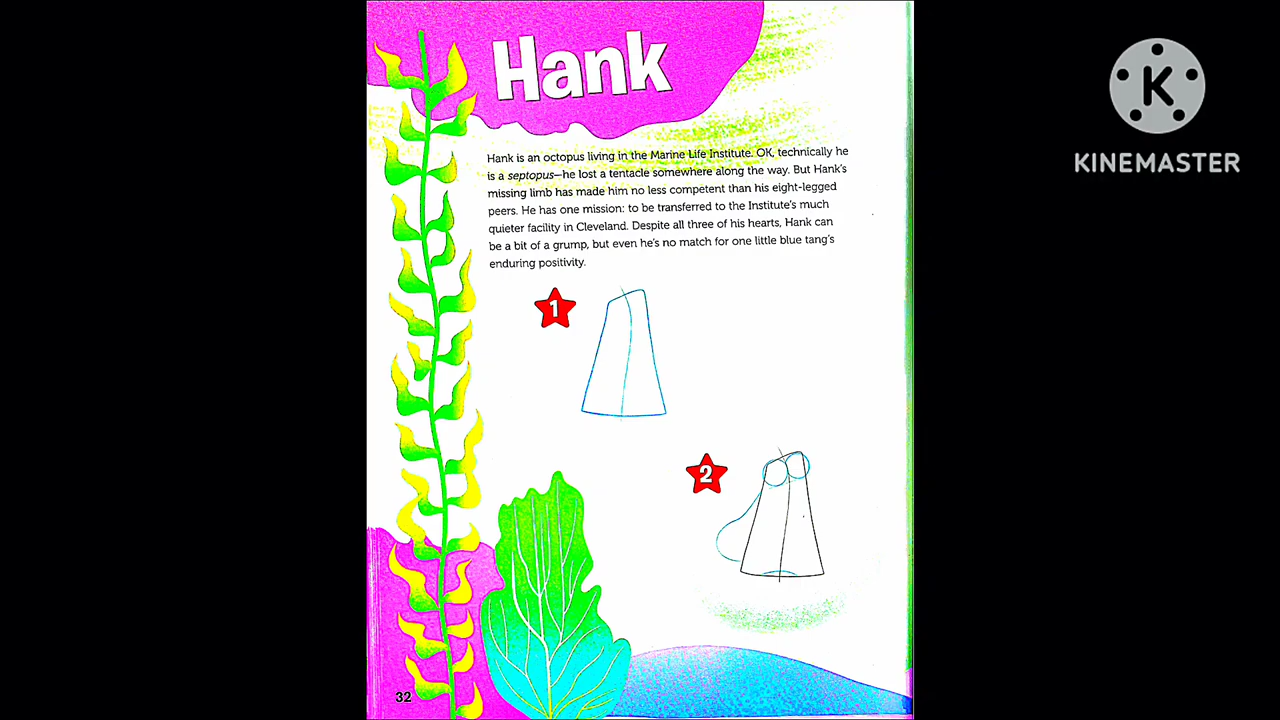 Hank
Hank is an octopus living in the Marine Life Institute. OK, technically he
is a septopus—he lost a tentacle somewhere along the way. But Hank's
missing limb has made him no less competent than his eight-legged
peers. He has one mission: to be transferred to the Institute's much
quieter facility in Cleveland. Despite all three of his hearts, Hank can
be a bit of a grump, but even he's no match for one little blue tang's
enduring positivity.
1
2
32
K
KINEMASTER